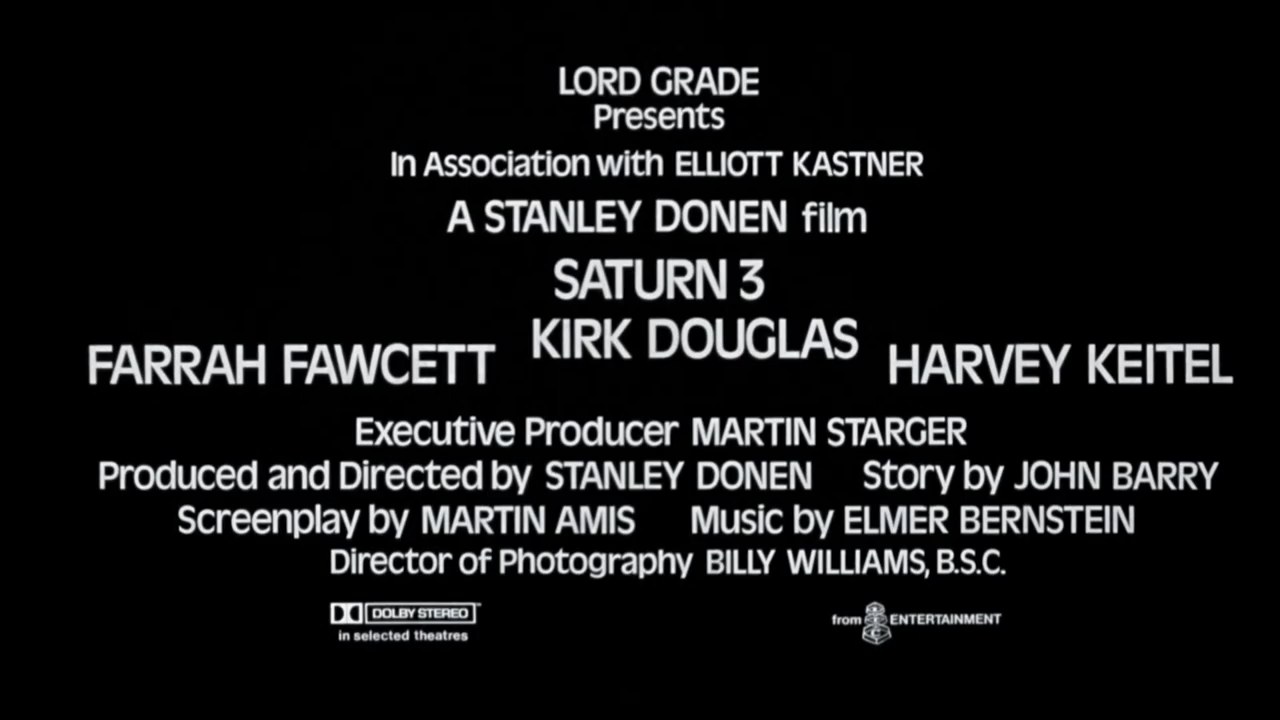 LORD GRADE
Presents
In Association with ELLIOTT KASTNER
A STANLEY DONEN film
SATURN 3
KIRK DOUGLAS
FARRAH FAWCETT HARVEY KEITEL
Executive Producer MARTIN STARGER
Produced and Directed by STANLEY DONEN Story by JOHN BARRY
Screenplay by MARTIN AMIS Music by ELMER BERNSTEIN
Director of Photography BILLY WILLIAMS, B.S.C.
DOLBY STEREO™
in selected theatres
from ITC ENTERTAINMENT